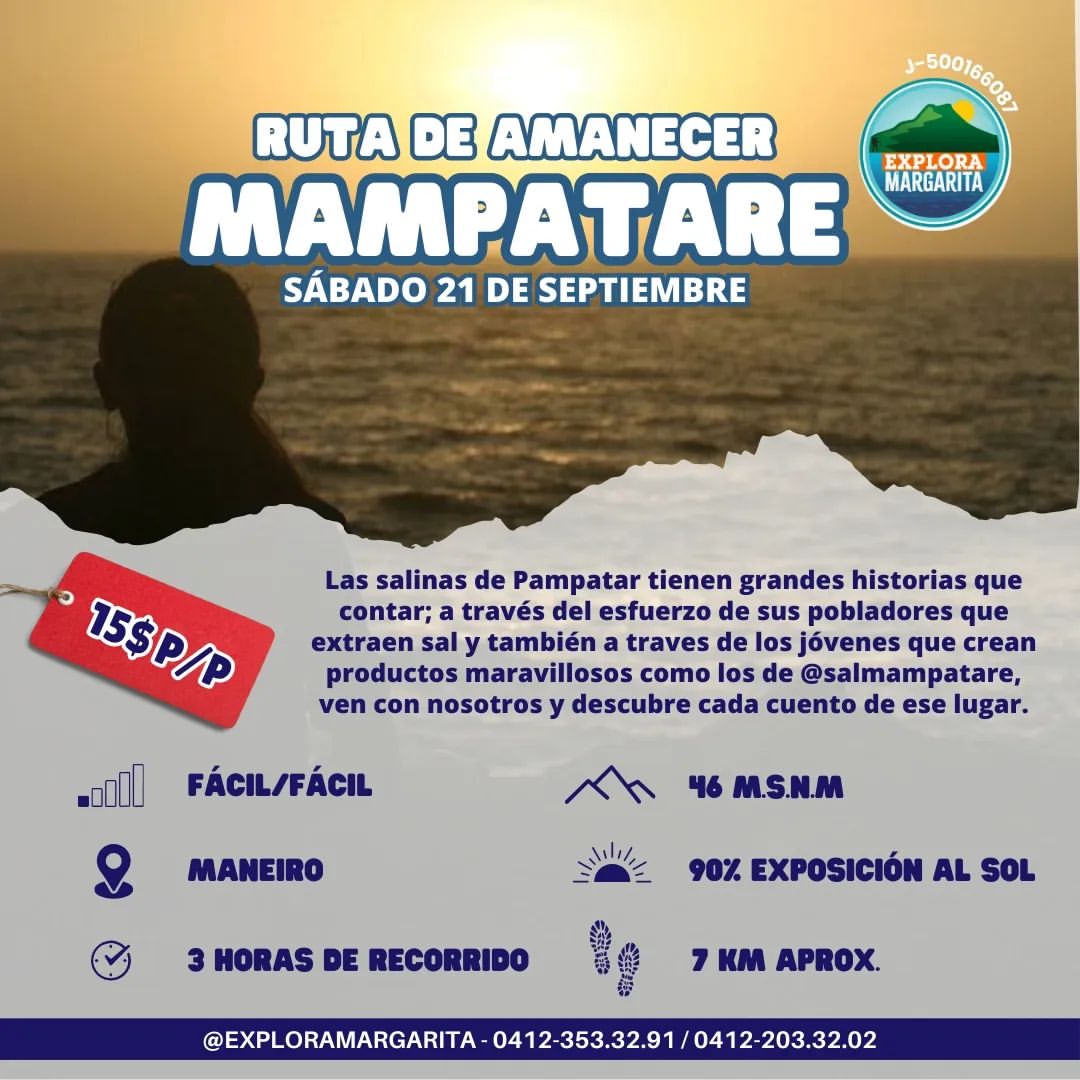 J-500166087
EXPLORA
MARGARITA
RUTA DE AMANECER
MAMPATARE
SÁBADO 21 DE SEPTIEMBRE
15$ P/P
Las salinas de Pampatar tienen grandes historias que
contar; a través del esfuerzo de sus pobladores que
extraen sal y también a traves de los jóvenes que crean
productos maravillosos como los de @salmampatare,
ven con nosotros y descubre cada cuento de ese lugar.
FÁCIL/FÁCIL
46 M.S.N.M
MANEIRO
90% EXPOSICIÓN AL SOL
3 HORAS DE RECORRIDO
7 KM APROX.
@EXPLORAMARGARITA - 0412-353.32.91 / 0412-203.32.02